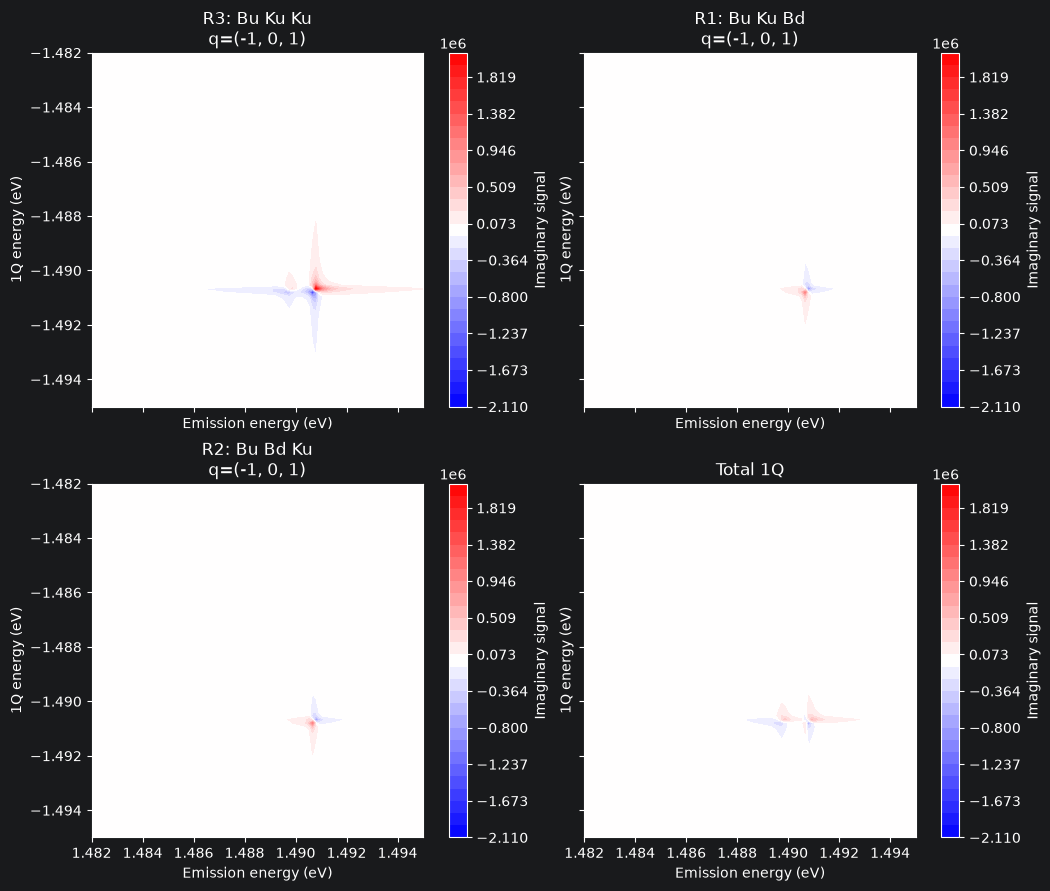 R3: Bu Ku Ku
q=(-1, 0, 1)
1e6
−1.482
−1.484
−1.486
−1.488
−1.490
−1.492
−1.494
1Q energy (eV)
Emission energy (eV)
1.819
1.382
0.946
0.509
0.073
−0.364
−0.800
−1.237
−1.673
−2.110
Imaginary signal
R1: Bu Ku Bd
q=(-1, 0, 1)
1e6
1Q energy (eV)
Emission energy (eV)
1.819
1.382
0.946
0.509
0.073
−0.364
−0.800
−1.237
−1.673
−2.110
Imaginary signal
R2: Bu Bd Ku
q=(-1, 0, 1)
1e6
−1.482
−1.484
−1.486
−1.488
−1.490
−1.492
−1.494
1Q energy (eV)
1.482 1.484 1.486 1.488 1.490 1.492 1.494
Emission energy (eV)
1.819
1.382
0.946
0.509
0.073
−0.364
−0.800
−1.237
−1.673
−2.110
Imaginary signal
Total 1Q
1e6
1Q energy (eV)
1.482 1.484 1.486 1.488 1.490 1.492 1.494
Emission energy (eV)
1.819
1.382
0.946
0.509
0.073
−0.364
−0.800
−1.237
−1.673
−2.110
Imaginary signal